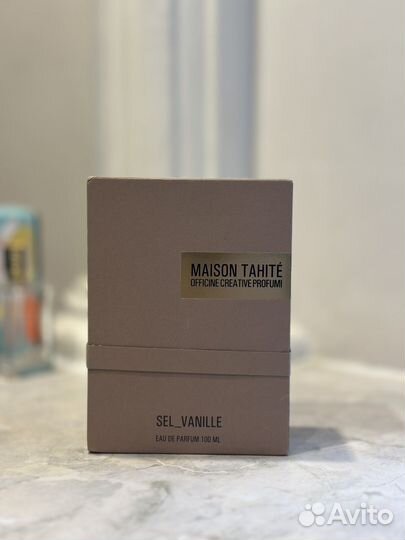 MAISON TAHITÉ
OFFICINE CREATIVE PROFUMI
SEL_VANILLE
EAU DE PARFUM 100 ML
Avito